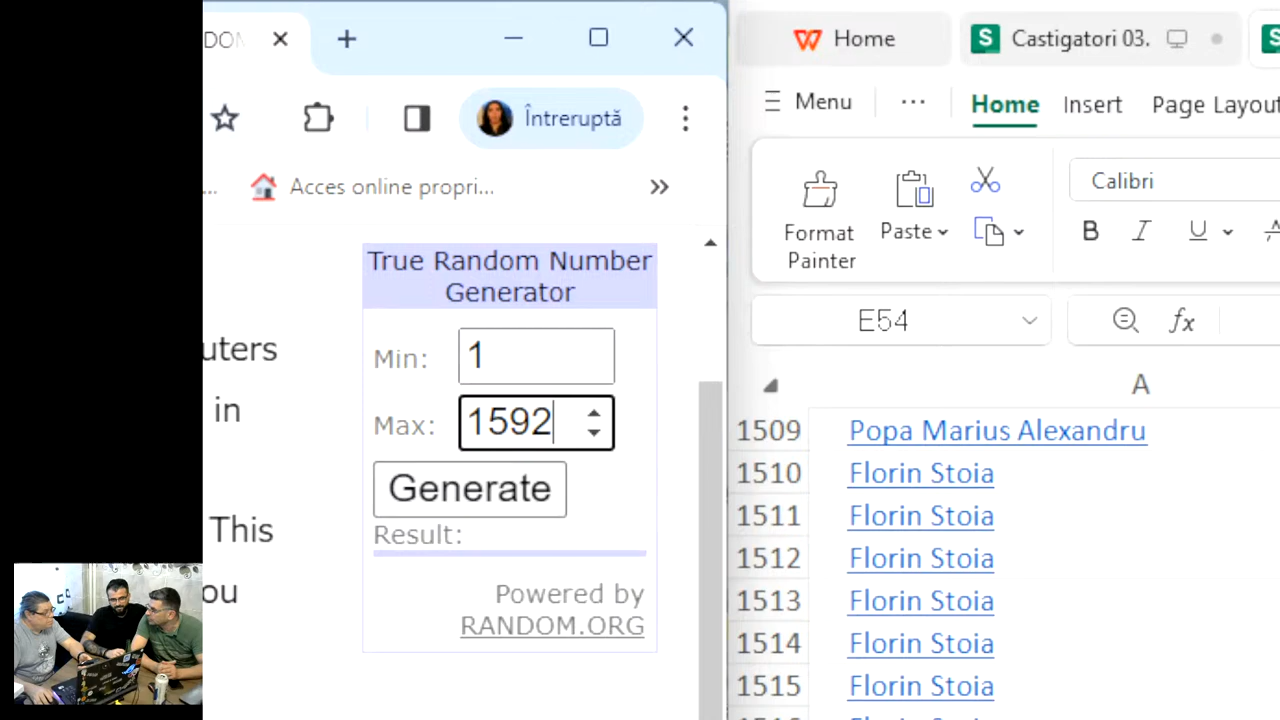 DOM
Întreruptă
...
Acces online propri...
»
uters
in
This
ou
True Random Number
Generator
Min:
1
Max:
1592
Generate
Result:
Powered by
RANDOM.ORG
Home
S
Castigatori 03.
S
Menu
...
Home
Insert
Page Layout
Format
Painter
Paste
Calibri
B
I
U
A
E54
fx
A
1509 Popa Marius Alexandru
1510 Florin Stoia
1511 Florin Stoia
1512 Florin Stoia
1513 Florin Stoia
1514 Florin Stoia
1515 Florin Stoia